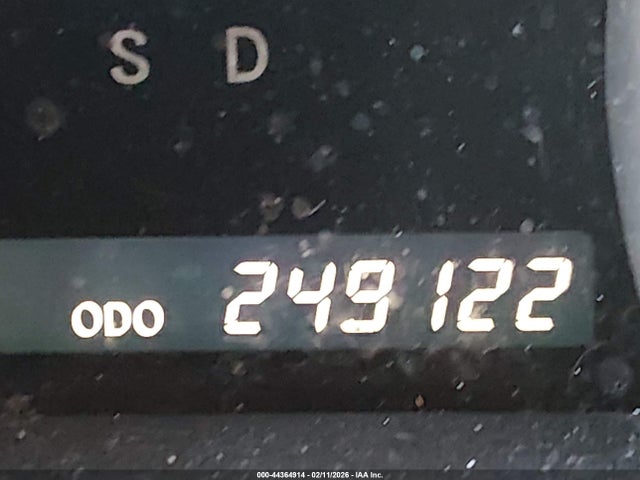 S D
ODO 249122
000-44364914 - 02/11/2026 - IAA Inc.